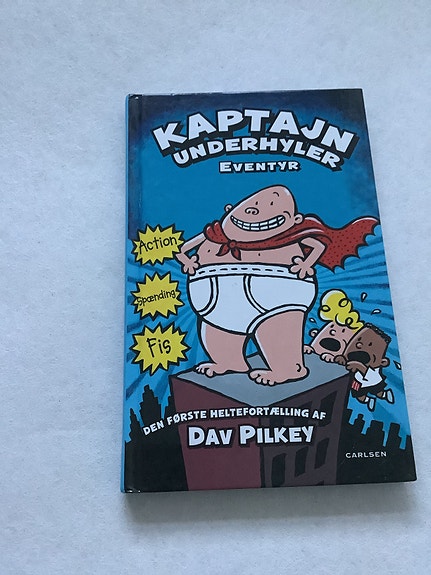 KAPTAJN
UNDERHYLER
EVENTYR
Action
Spænding
Fis
DEN FØRSTE HELTEFORTÆLLING AF
DAV PILKEY
CARLSEN